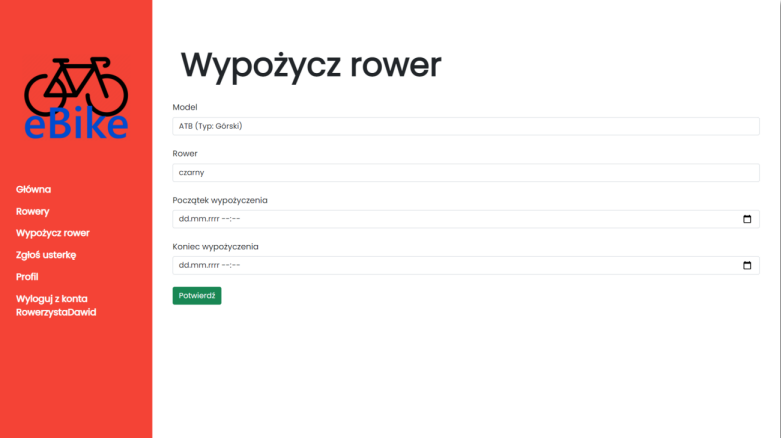 eBike
Główna
Rowery
Wypożycz rower
Zgłoś usterkę
Profil
Wyloguj z konta
RowerzystaDawid
Wypożycz rower
Model
ATB (Typ: Górski)
Rower
czarny
Początek wypożyczenia
dd.mm.rrrr --:--
Koniec wypożyczenia
dd.mm.rrrr --:--
Potwierdź